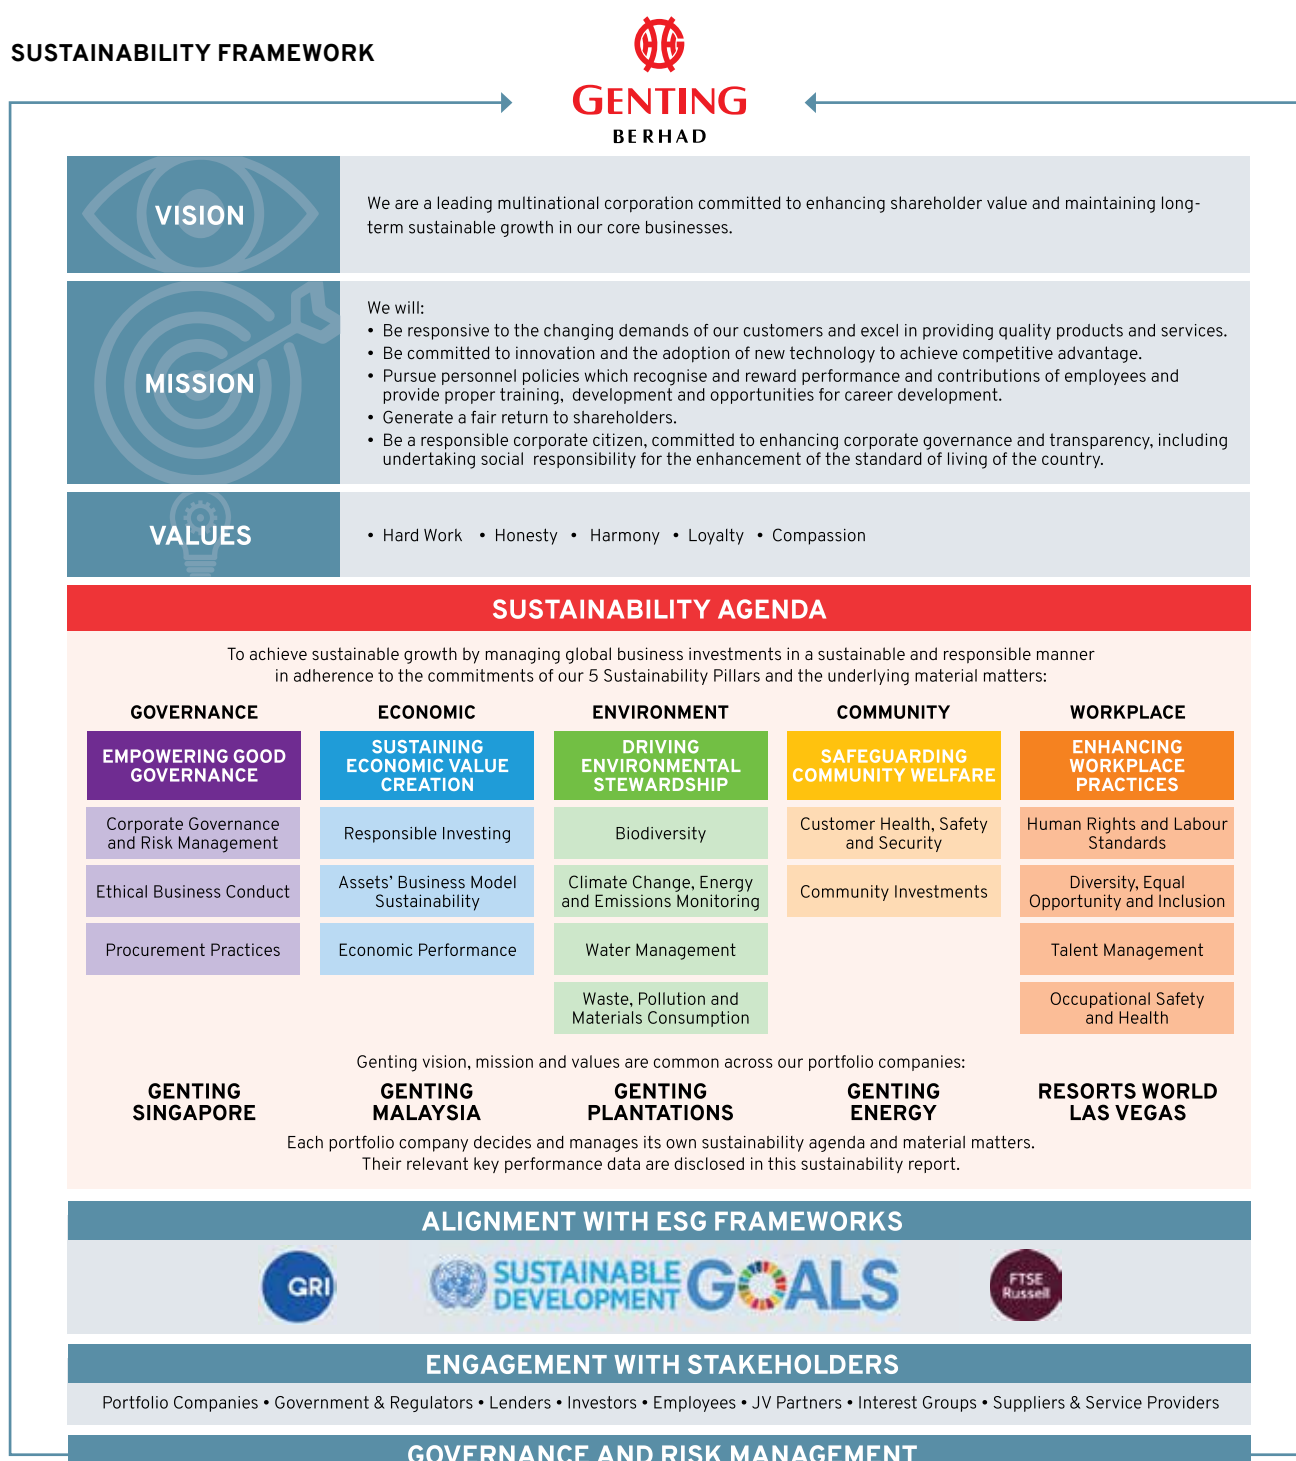 SUSTAINABILITY FRAMEWORK
GENTING
BERHAD
VISION
We are a leading multinational corporation committed to enhancing shareholder value and maintaining long-
term sustainable growth in our core businesses.
MISSION
We will:
• Be responsive to the changing demands of our customers and excel in providing quality products and services.
• Be committed to innovation and the adoption of new technology to achieve competitive advantage.
• Pursue personnel policies which recognise and reward performance and contributions of employees and
provide proper training, development and opportunities for career development.
• Generate a fair return to shareholders.
• Be a responsible corporate citizen, committed to enhancing corporate governance and transparency, including
undertaking social responsibility for the enhancement of the standard of living of the country.
VALUES
• Hard Work • Honesty • Harmony • Loyalty • Compassion
SUSTAINABILITY AGENDA
To achieve sustainable growth by managing global business investments in a sustainable and responsible manner
in adherence to the commitments of our 5 Sustainability Pillars and the underlying material matters:
GOVERNANCE
EMPOWERING GOOD
GOVERNANCE
Corporate Governance
and Risk Management
Ethical Business Conduct
Procurement Practices
ECONOMIC
SUSTAINING
ECONOMIC VALUE
CREATION
Responsible Investing
Assets' Business Model
Sustainability
Economic Performance
ENVIRONMENT
DRIVING
ENVIRONMENTAL
STEWARDSHIP
Biodiversity
Climate Change, Energy
and Emissions Monitoring
Water Management
Waste, Pollution and
Materials Consumption
COMMUNITY
SAFEGUARDING
COMMUNITY WELFARE
Customer Health, Safety
and Security
Community Investments
WORKPLACE
ENHANCING
WORKPLACE
PRACTICES
Human Rights and Labour
Standards
Diversity, Equal
Opportunity and Inclusion
Talent Management
Occupational Safety
and Health
Genting vision, mission and values are common across our portfolio companies:
GENTING
SINGAPORE
GENTING
MALAYSIA
GENTING
PLANTATIONS
GENTING
ENERGY
RESORTS WORLD
LAS VEGAS
Each portfolio company decides and manages its own sustainability agenda and material matters.
Their relevant key performance data are disclosed in this sustainability report.
ALIGNMENT WITH ESG FRAMEWORKS
GRI
SUSTAINABLE
DEVELOPMENT
GOALS
FTSE
Russell
ENGAGEMENT WITH STAKEHOLDERS
Portfolio Companies • Government & Regulators • Lenders • Investors • Employees • JV Partners • Interest Groups • Suppliers & Service Providers
GOVERNANCE AND RISK MANAGEMENT